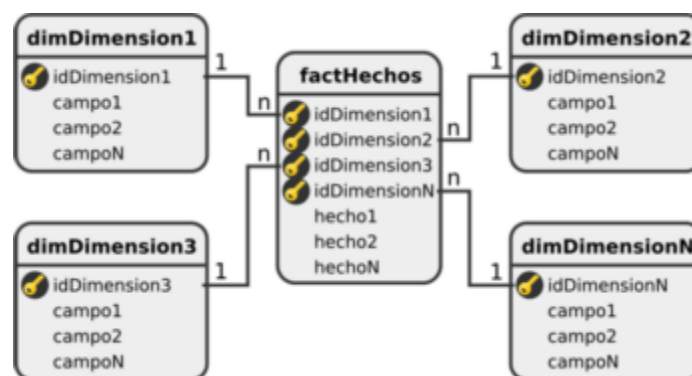 dimDimension1
idDimension1
campo1
campo2
campoN
1
n
factHechos
idDimension1
idDimension2
idDimension3
idDimensionN
hecho1
hecho2
hechoN
n
n
n
1
dimDimension2
idDimension2
campo1
campo2
campoN
dimDimension3
idDimension3
campo1
campo2
campoN
1
1
dimDimensionN
idDimensionN
campo1
campo2
campoN